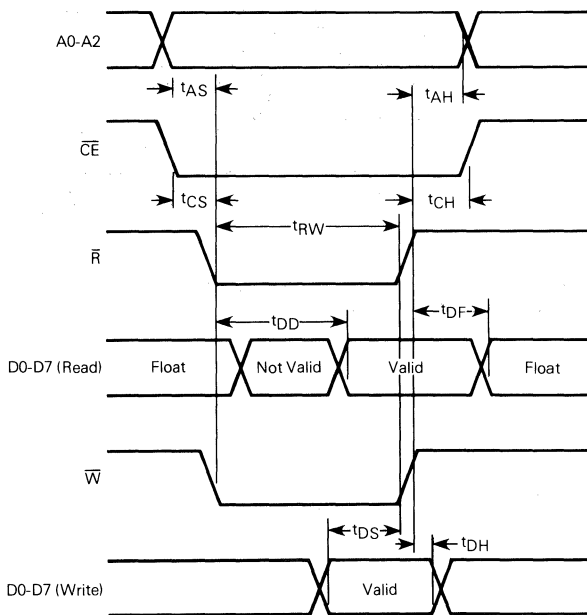 A0-A2
tAS
tAH
CE
tCS
tCH
tRW
R
tDD
tDF
D0-D7 (Read)
Float
Not Valid
Valid
Float
W
tDS
tDH
D0-D7 (Write)
Valid